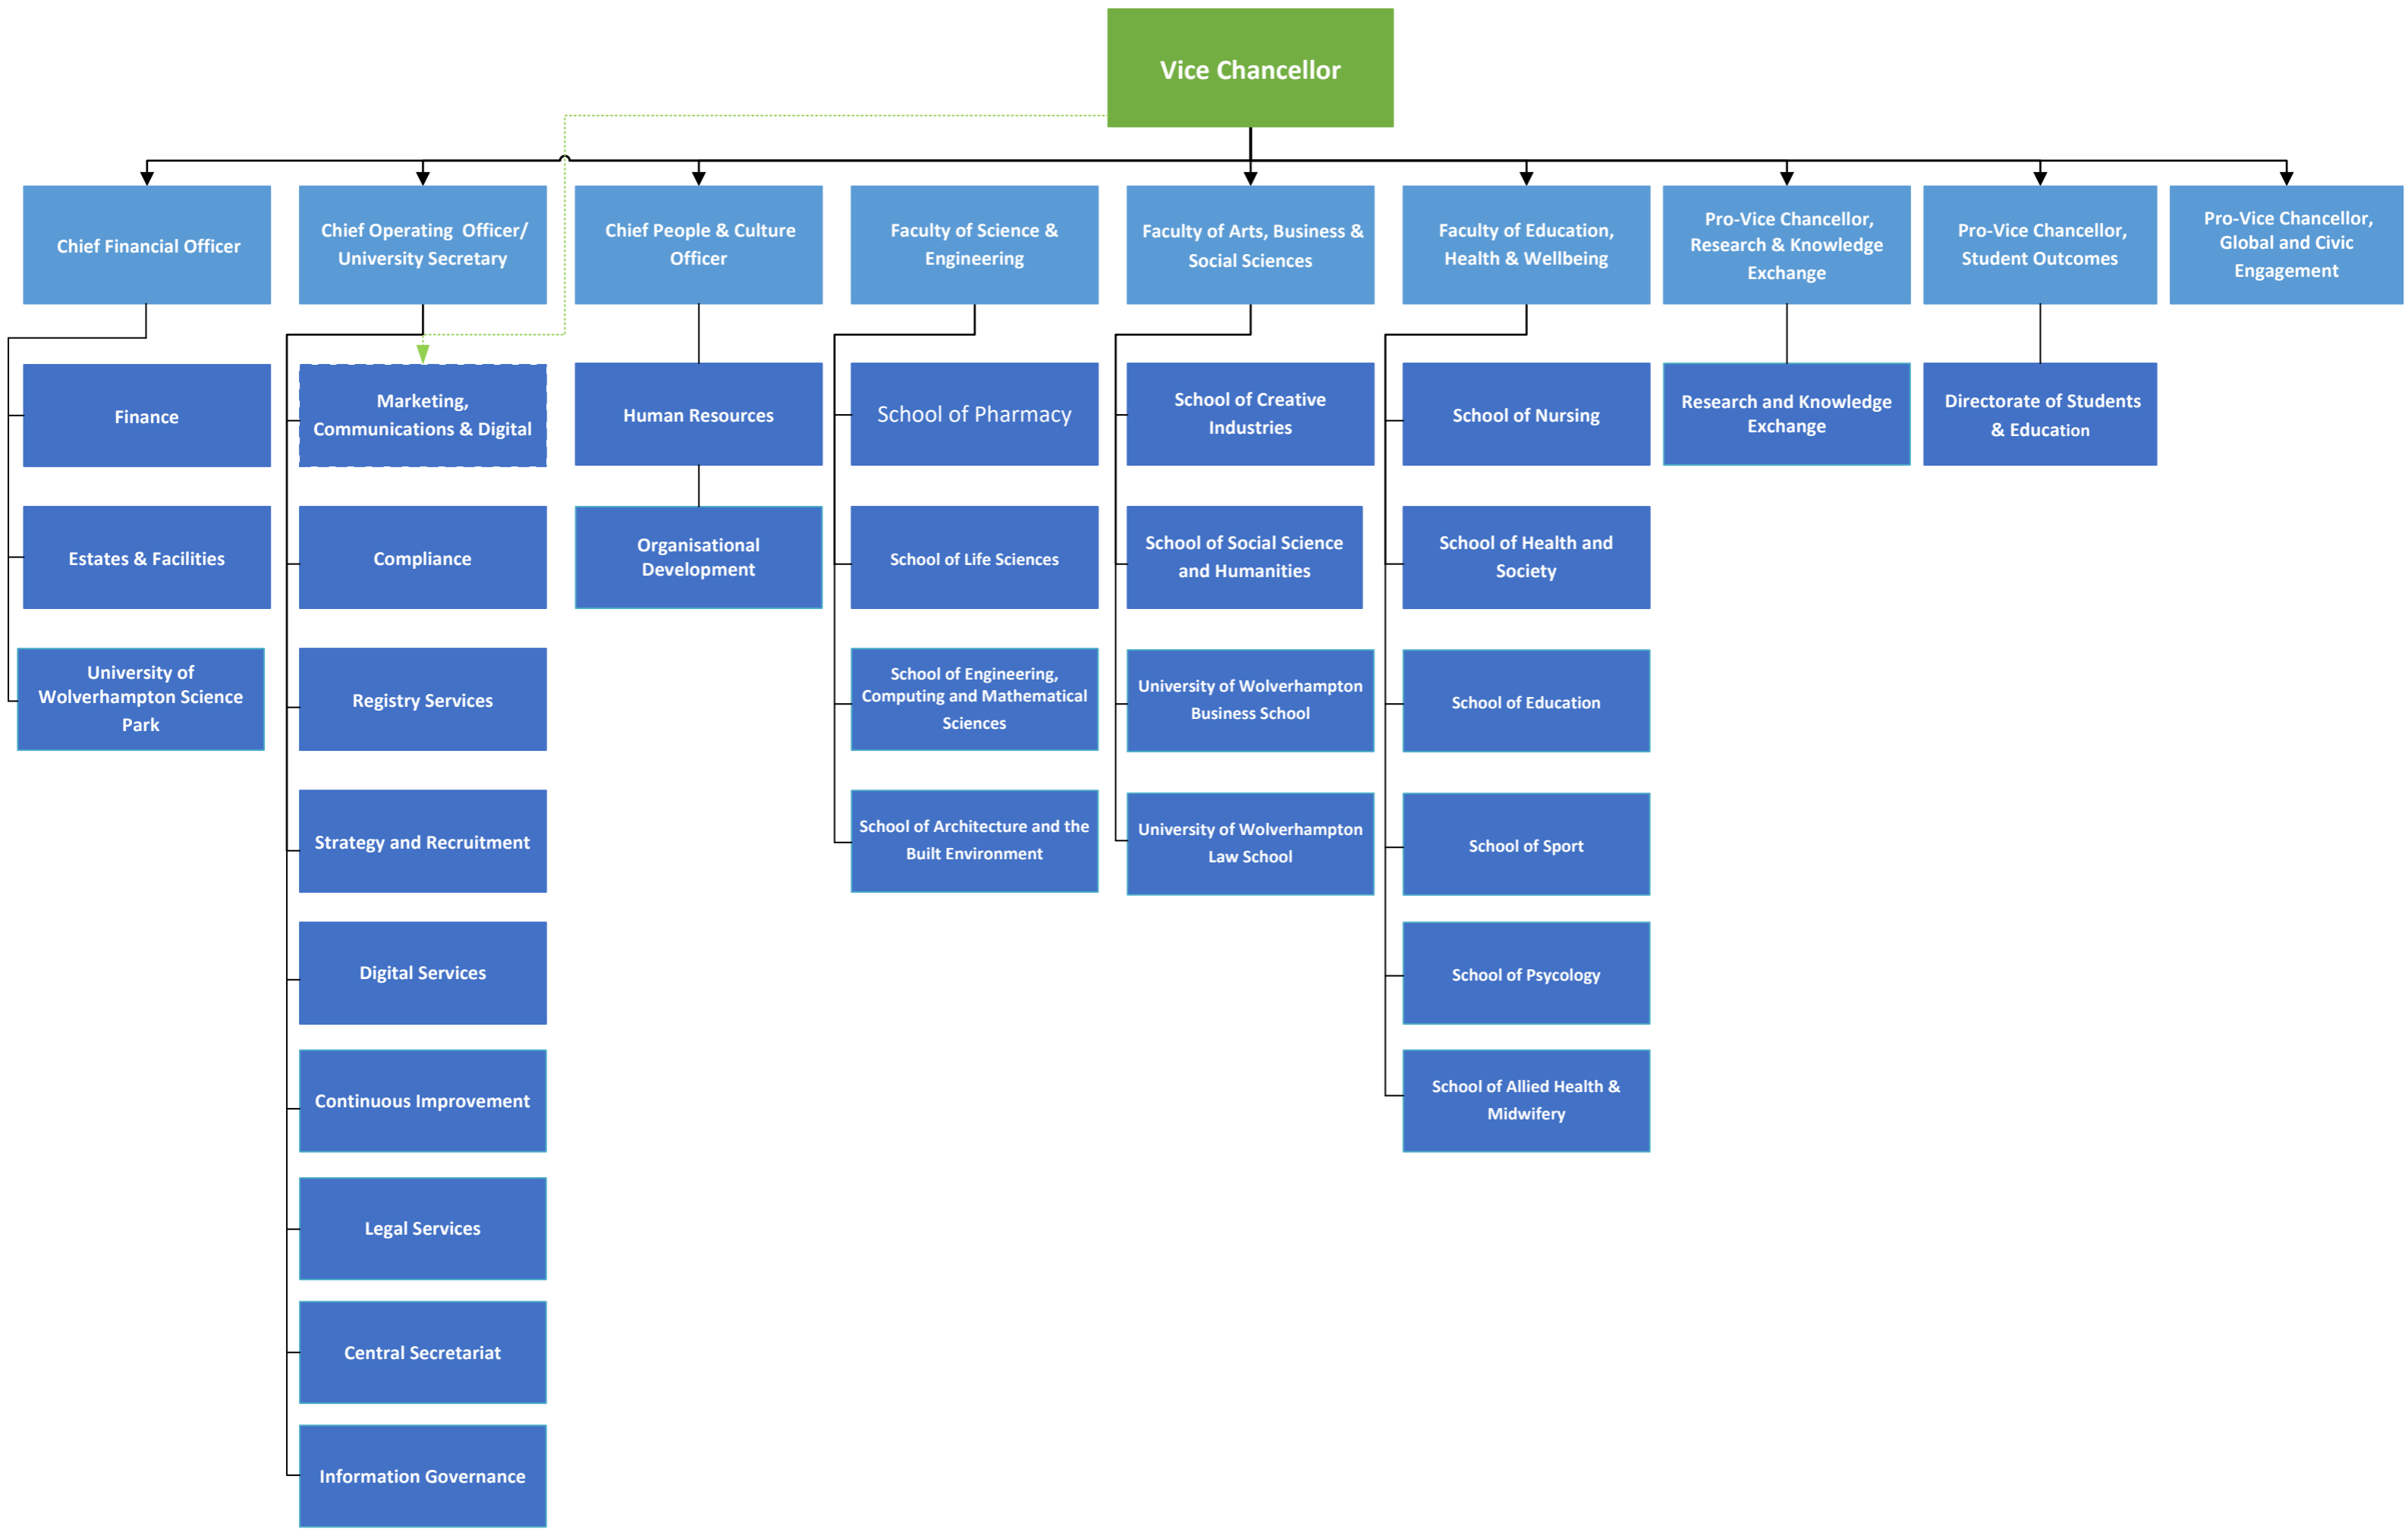 Vice Chancellor
Chief Financial Officer
Chief Operating Officer/
University Secretary
Chief People & Culture
Officer
Faculty of Science &
Engineering
Faculty of Arts, Business &
Social Sciences
Faculty of Education,
Health & Wellbeing
Pro-Vice Chancellor,
Research & Knowledge
Exchange
Pro-Vice Chancellor,
Student Outcomes
Pro-Vice Chancellor,
Global and Civic
Engagement
Finance
Marketing,
Communications & Digital
Human Resources
School of Pharmacy
School of Creative
Industries
School of Nursing
Research and Knowledge
Exchange
Directorate of Students
& Education
Estates & Facilities
Compliance
Organisational
Development
School of Life Sciences
School of Social Science
and Humanities
School of Health and
Society
University of
Wolverhampton Science
Park
Registry Services
School of Engineering,
Computing and Mathematical
Sciences
University of Wolverhampton
Business School
School of Education
Strategy and Recruitment
School of Architecture and the
Built Environment
University of Wolverhampton
Law School
School of Sport
Digital Services
School of Psycology
Continuous Improvement
School of Allied Health &
Midwifery
Legal Services
Central Secretariat
Information Governance